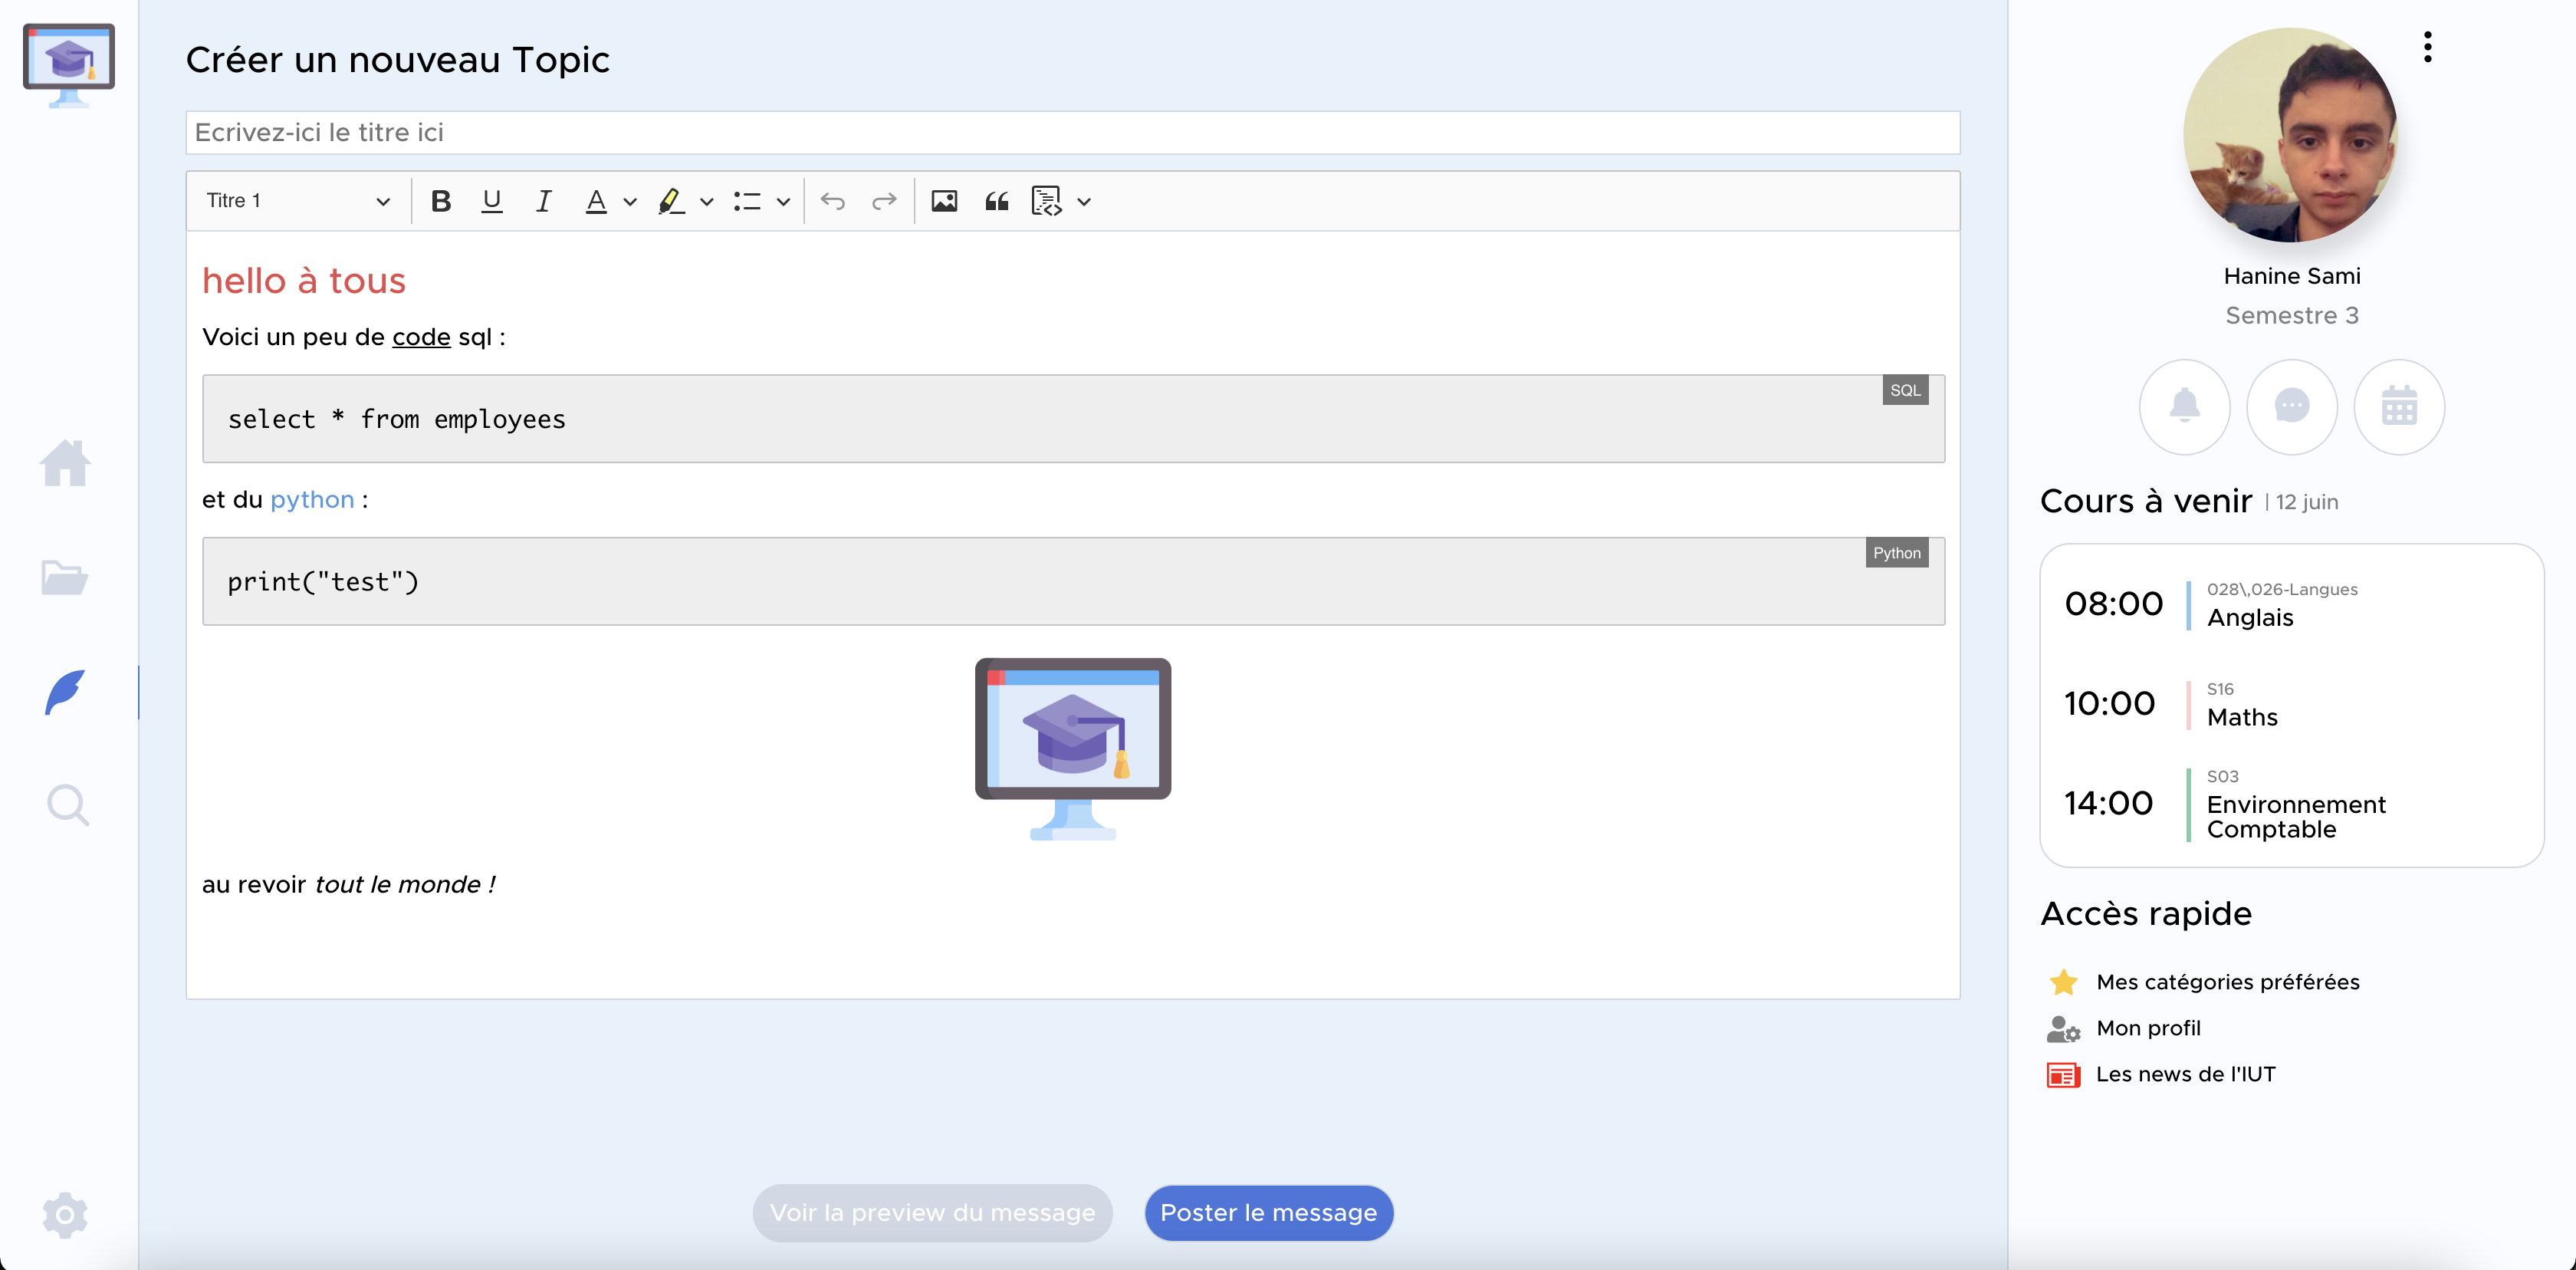 Créer un nouveau Topic
Ecrivez-ici le titre ici
Titre 1
B U I A
hello à tous
Voici un peu de code sql :
SQL
select * from employees
et du python :
Python
print("test")
au revoir tout le monde !
Voir la preview du message
Poster le message
Hanine Sami
Semestre 3
Cours à venir | 12 juin
08:00
028\,026-Langues
Anglais
10:00
S16
Maths
14:00
S03
Environnement
Comptable
Accès rapide
Mes catégories préférées
Mon profil
Les news de l'IUT